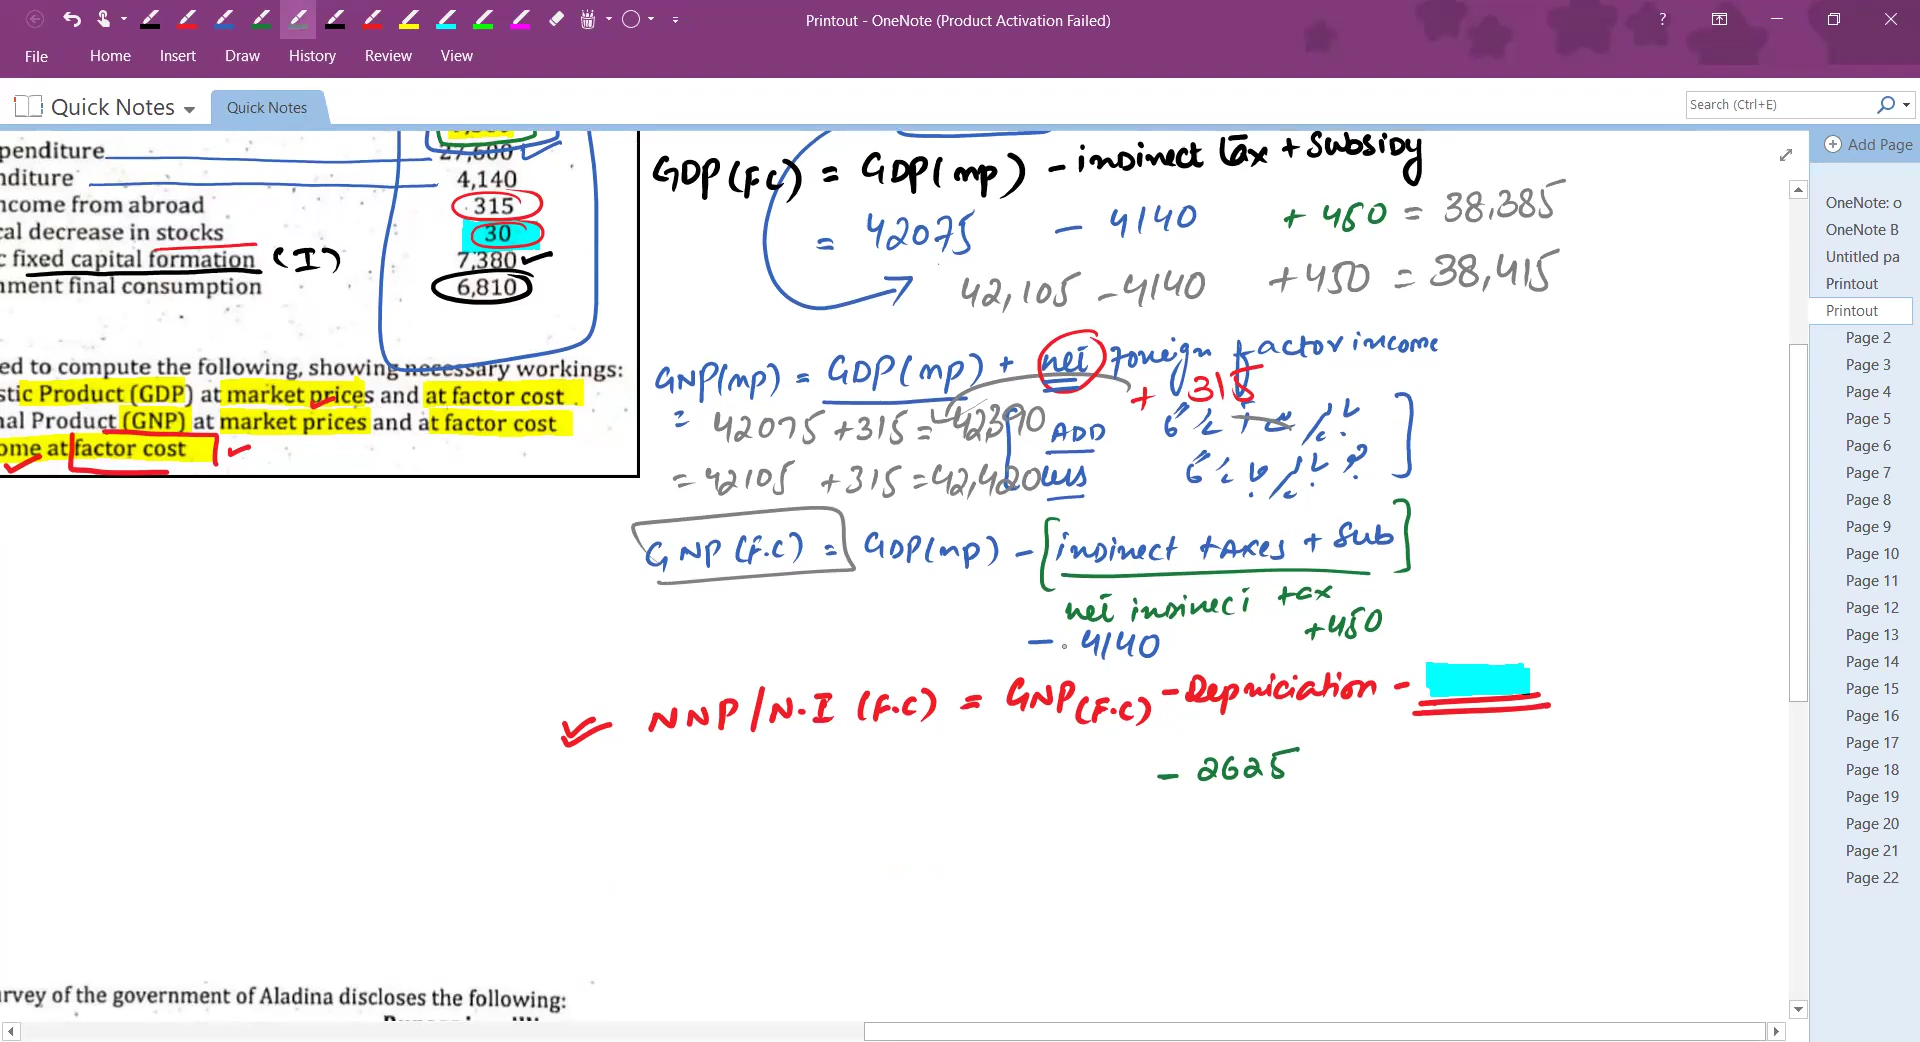 Printout - OneNote (Product Activation Failed)
?
File Home Insert Draw History Review View
Quick Notes Quick Notes
Search (Ctrl+E)
Add Page
OneNote: o
OneNote B
Untitled pa
Printout
Printout
Page 2
Page 3
Page 4
Page 5
Page 6
Page 7
Page 8
Page 9
Page 10
Page 11
Page 12
Page 13
Page 14
Page 15
Page 16
Page 17
Page 18
Page 19
Page 20
Page 21
Page 22
penditure 27,600
nditure 4,140
ncome from abroad 315
cal decrease in stocks 30
c fixed capital formation (I) 7,380
nment final consumption 6,810
ed to compute the following, showing necessary workings:
stic Product (GDP) at market prices and at factor cost
nal Product (GNP) at market prices and at factor cost
ome at factor cost
GDP(FC) = GDP(mp) - indirect tax + Subsidy
= 42075 - 4140 + 450 = 38,385
42,105 - 4140 + 450 = 38,415
GNP(mp) = GDP(mp) + net foreign factor income
+ 315
= 42075 + 315 = 42,390 ADD
= 42105 + 315 = 42,420
GNP (F.C) = GDP(mp) - [indirect taxes + Sub]
net indirect tax
- 4140 +450
NNP/N.I (F.C) = GNP(F.C) - Depriciation -
- 2625
rvey of the government of Aladina discloses the following: